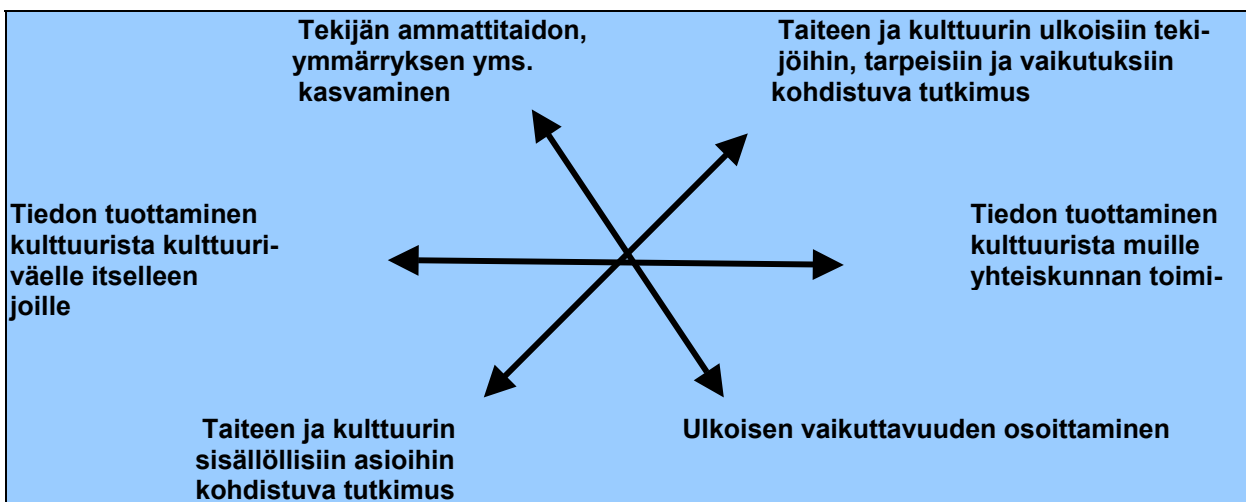 Tekijän ammattitaidon,
ymmärryksen yms.
kasvaminen
Taiteen ja kulttuurin ulkoisiin teki-
jöihin, tarpeisiin ja vaikutuksiin
kohdistuva tutkimus
Tiedon tuottaminen
kulttuurista kulttuuri-
väelle itselleen
joille
Tiedon tuottaminen
kulttuurista muille
yhteiskunnan toimi-
Taiteen ja kulttuurin
sisällöllisiin asioihin
kohdistuva tutkimus
Ulkoisen vaikuttavuuden osoittaminen